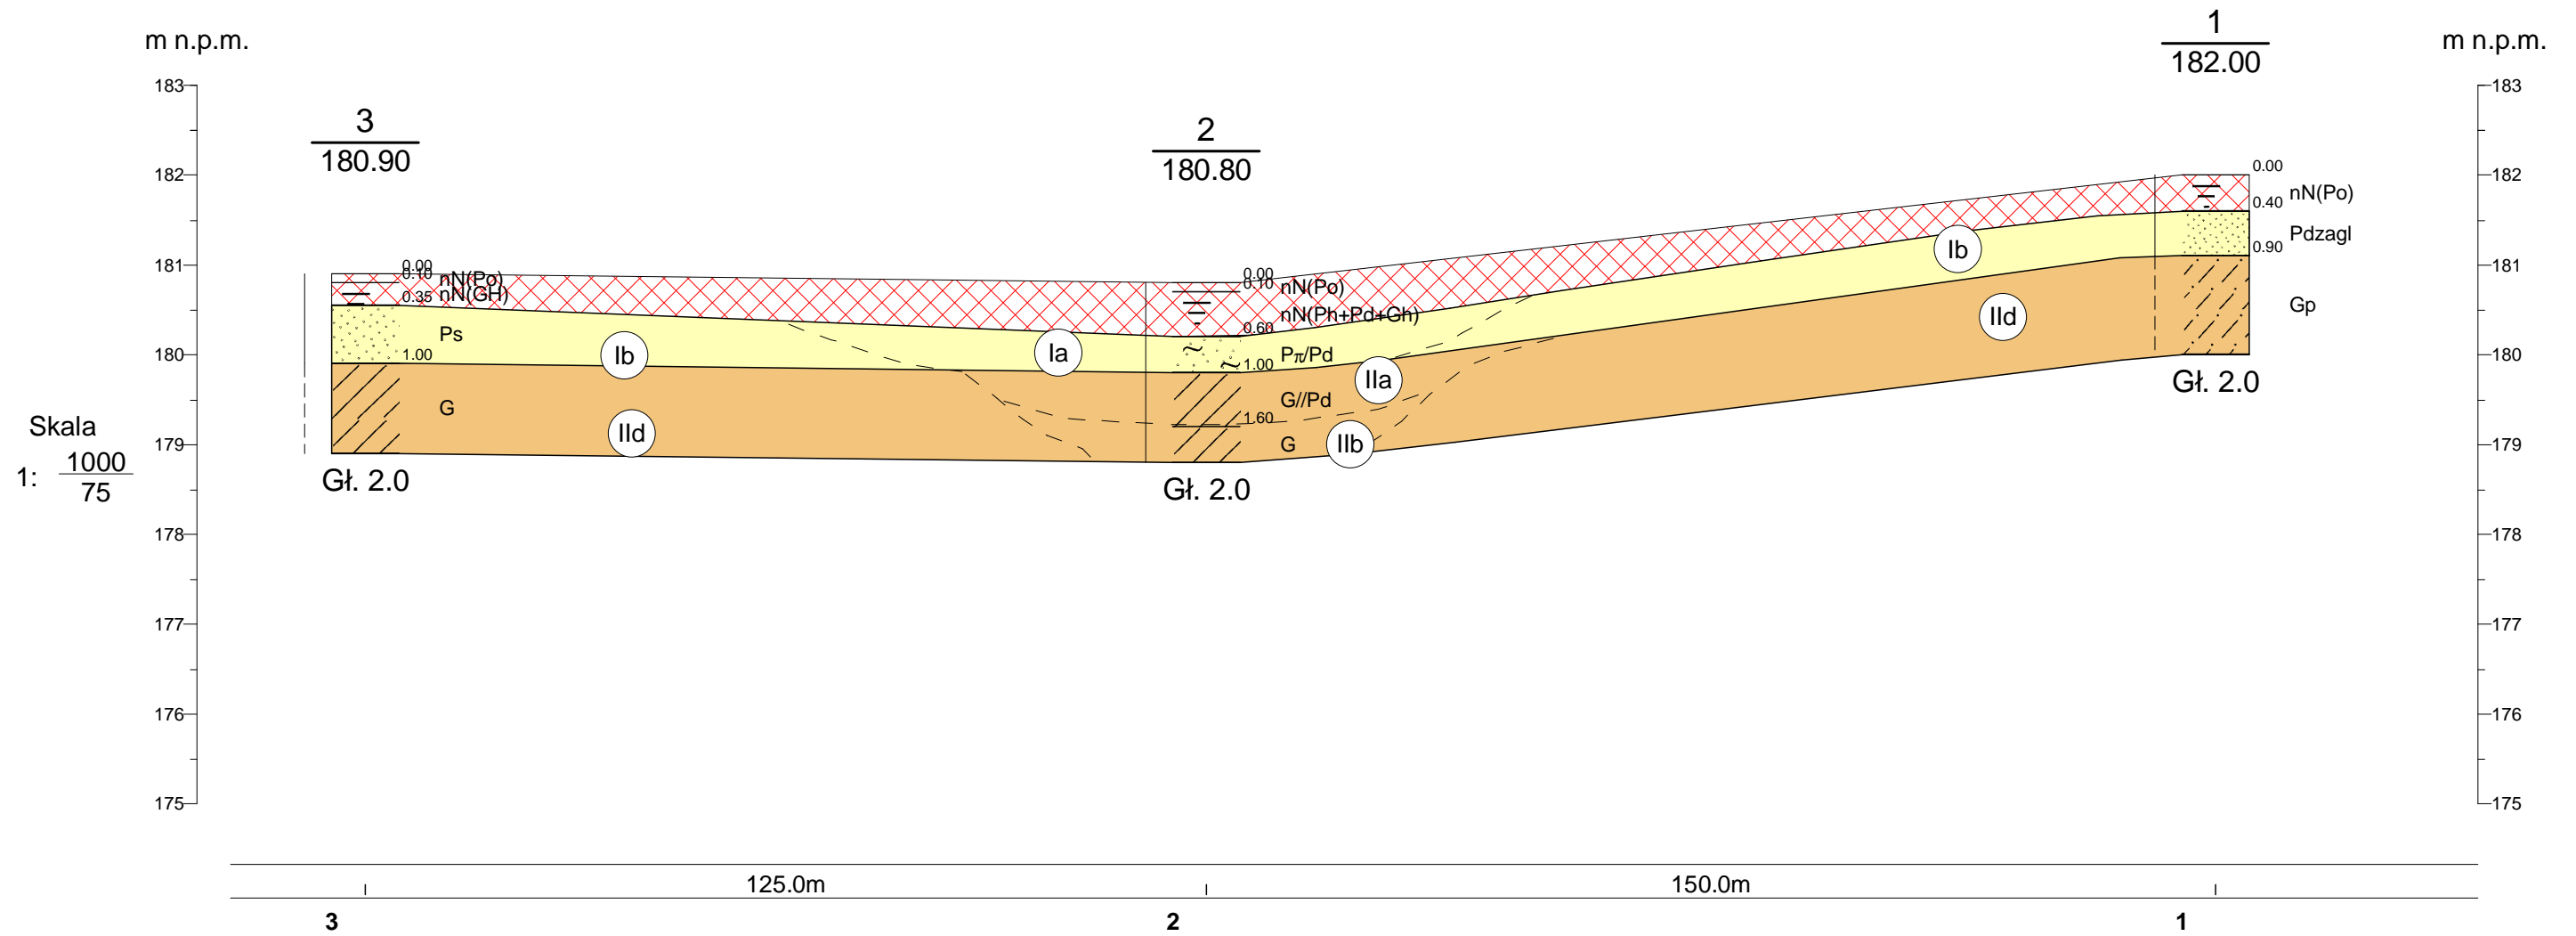 m n.p.m.
183
182
181
180
179
178
177
176
175
Skala
1: 1000
75
3
180.90
0.00
0.10
nN(Po)
nN(GH)
0.35
Ps
1.00
G
Gł. 2.0
Ib
IId
Ia
2
180.80
0.00
0.10
nN(Po)
nN(Ph+Pd+Gh)
0.60
Pπ/Pd
1.00
G//Pd
1.60
G
Gł. 2.0
IIa
IIb
Ib
IId
1
182.00
0.00
nN(Po)
0.40
Pdzagl
0.90
Gp
Gł. 2.0
m n.p.m.
183
182
181
180
179
178
177
176
175
125.0m 150.0m
3 2 1